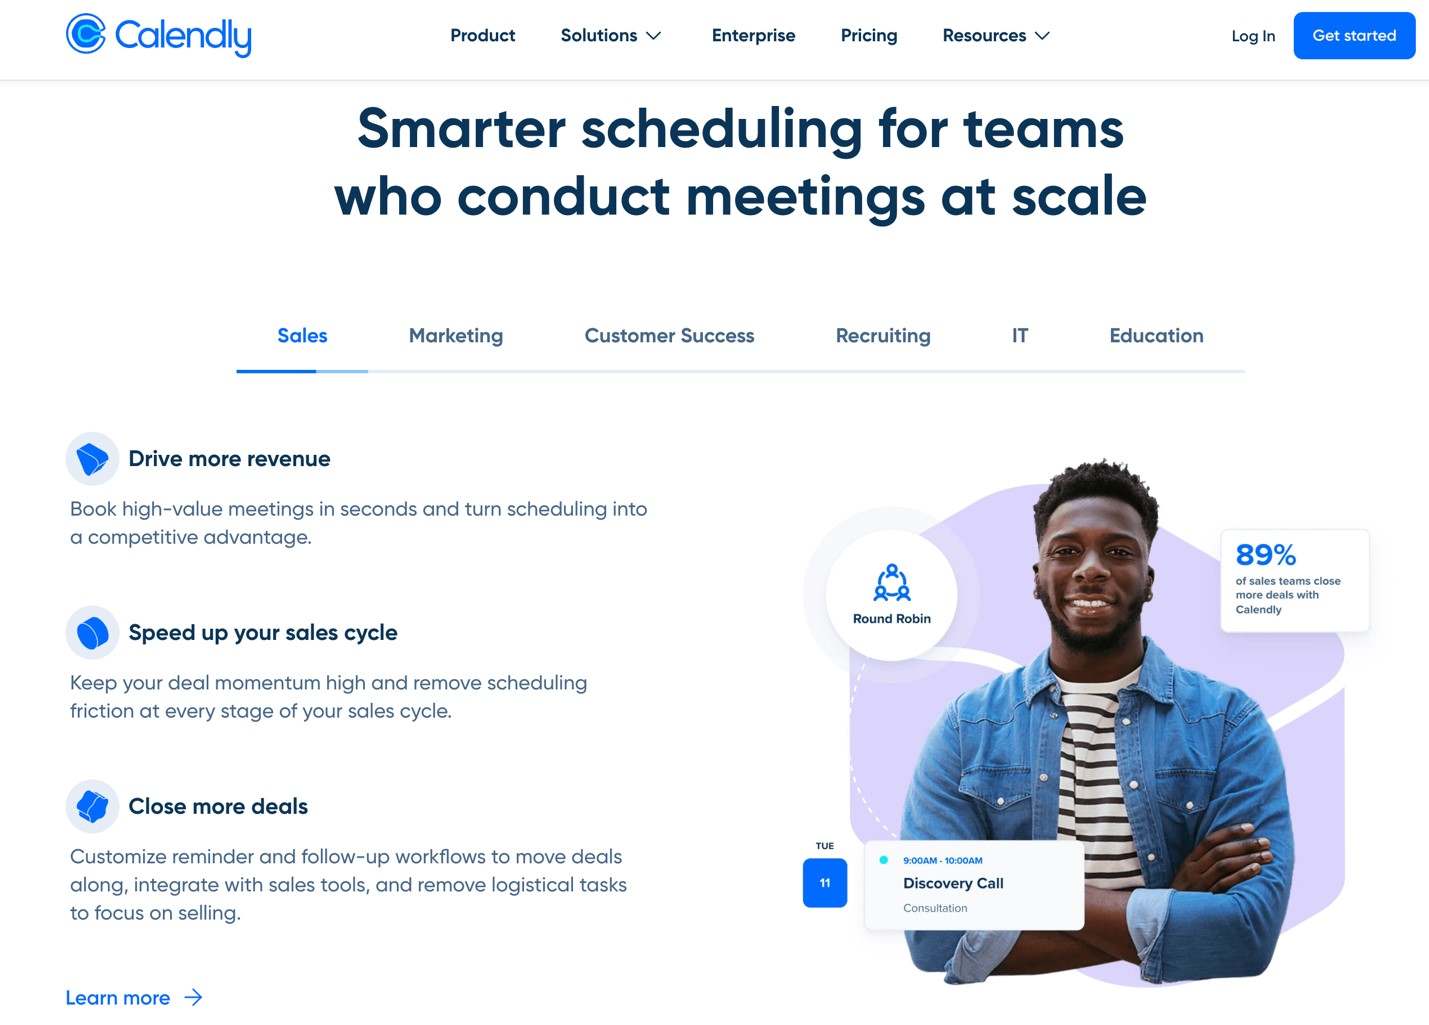 Calendly
Product
Solutions
Enterprise
Pricing
Resources
Log In
Get started
Smarter scheduling for teams
who conduct meetings at scale
Sales
Marketing
Customer Success
Recruiting
IT
Education
Drive more revenue
Book high-value meetings in seconds and turn scheduling into
a competitive advantage.
Speed up your sales cycle
Keep your deal momentum high and remove scheduling
friction at every stage of your sales cycle.
Close more deals
Customize reminder and follow-up workflows to move deals
along, integrate with sales tools, and remove logistical tasks
to focus on selling.
Learn more
Round Robin
89%
of sales teams close
more deals with
Calendly
TUE
11
9:00AM - 10:00AM
Discovery Call
Consultation